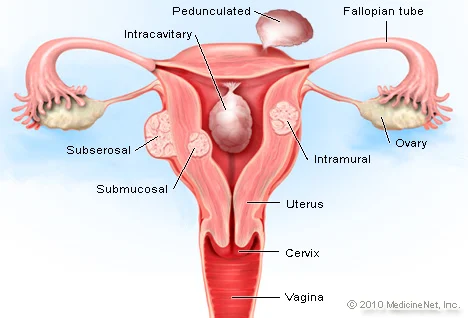 Pedunculated
Fallopian tube
Intracavitary
Subserosal
Ovary
Intramural
Submucosal
Uterus
Cervix
Vagina
© 2010 MedicineNet, Inc.